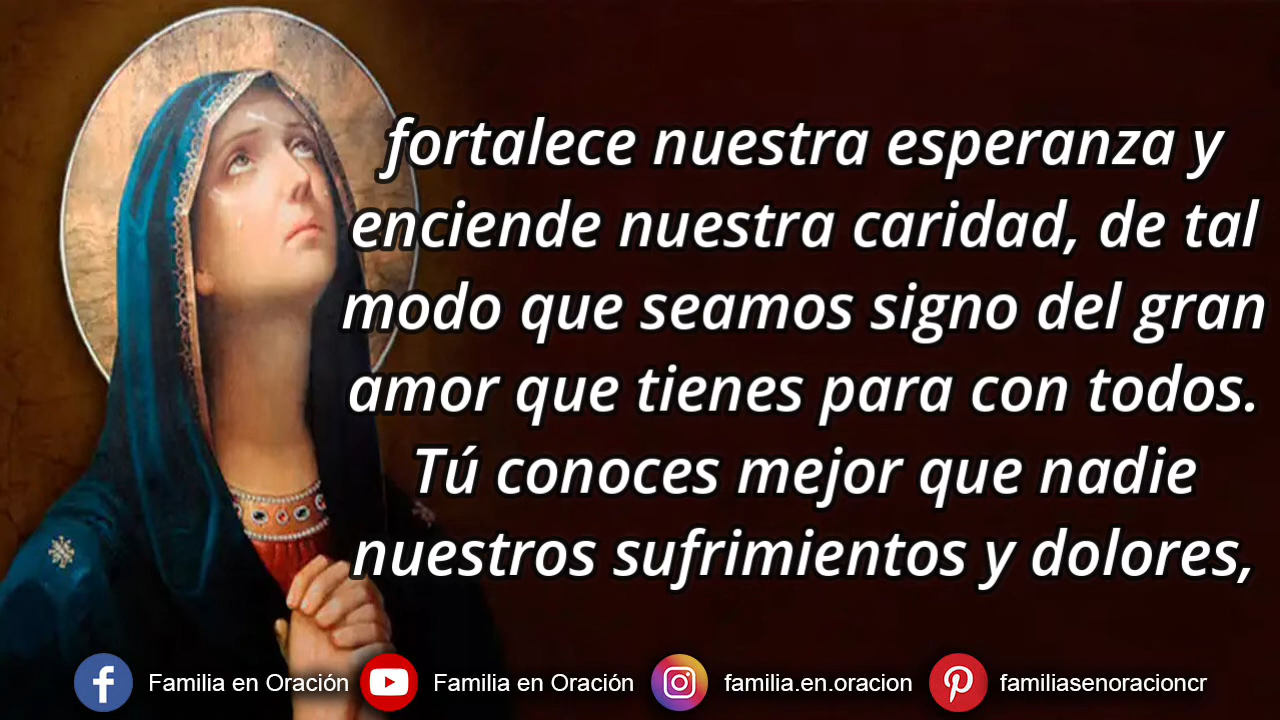 fortalece nuestra esperanza y
enciende nuestra caridad, de tal
modo que seamos signo del gran
amor que tienes para con todos.
Tú conoces mejor que nadie
nuestros sufrimientos y dolores,
Familia en Oración Familia en Oración familia.en.oracion familiasenoracioncr